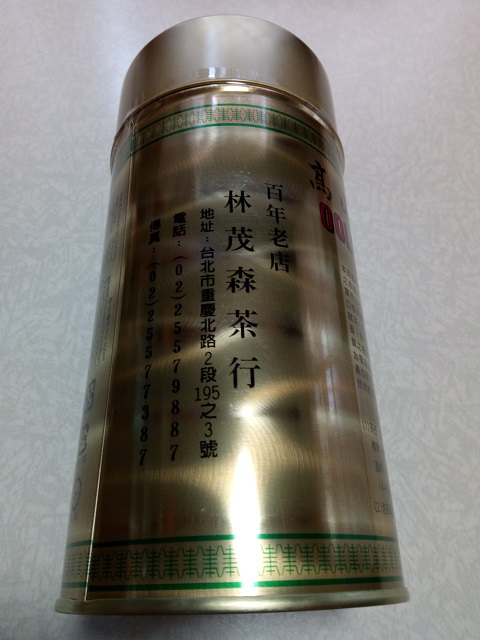 百年老店
林茂森茶行
地址：台北市重慶北路2段195之3號
電話：(02)25579887
傳真：(02)25577387
高